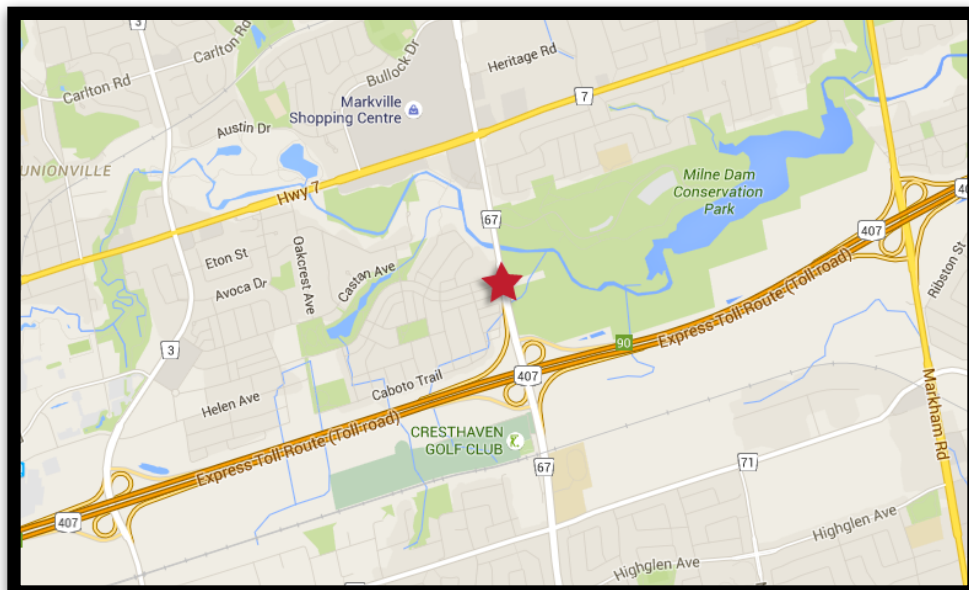 3
Carlton Rd
Carlton Rd
Bullock Dr
Heritage Rd
7
Markville
Shopping Centre
Austin Dr
UNIONVILLE
Hwy 7
Milne Dam
Conservation
Park
67
407
40
Eton St
Oakcrest Ave
Castan Ave
Avoca Dr
Ribston St
Express Toll Route (Toll road)
90
3
407
Caboto Trail
Helen Ave
Markham Rd
CRESTHAVEN
GOLF CLUB
Express Toll Route (Toll road)
67
71
407
Highglen Ave
Highglen Ave